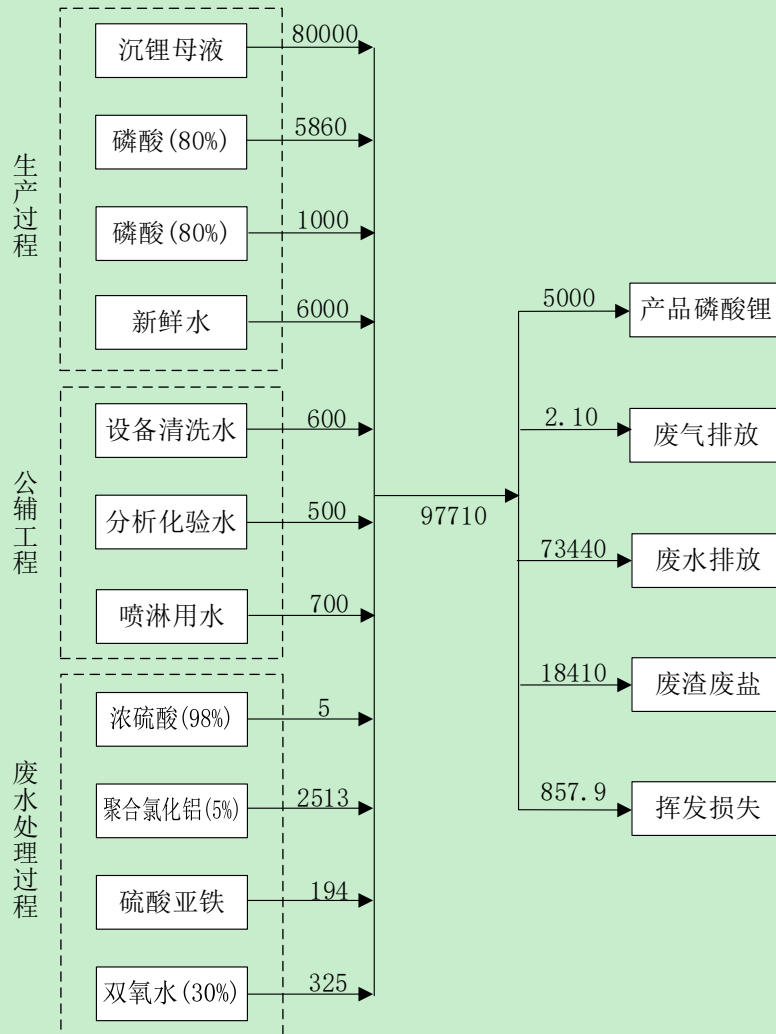 生产过程
沉锂母液
80000
磷酸(80%)
5860
磷酸(80%)
1000
新鲜水
6000
公辅工程
设备清洗水
600
分析化验水
500
喷淋用水
700
废水处理过程
浓硫酸(98%)
5
聚合氯化铝(5%)
2513
硫酸亚铁
194
双氧水(30%)
325
97710
5000
产品磷酸锂
2.10
废气排放
73440
废水排放
18410
废渣废盐
857.9
挥发损失